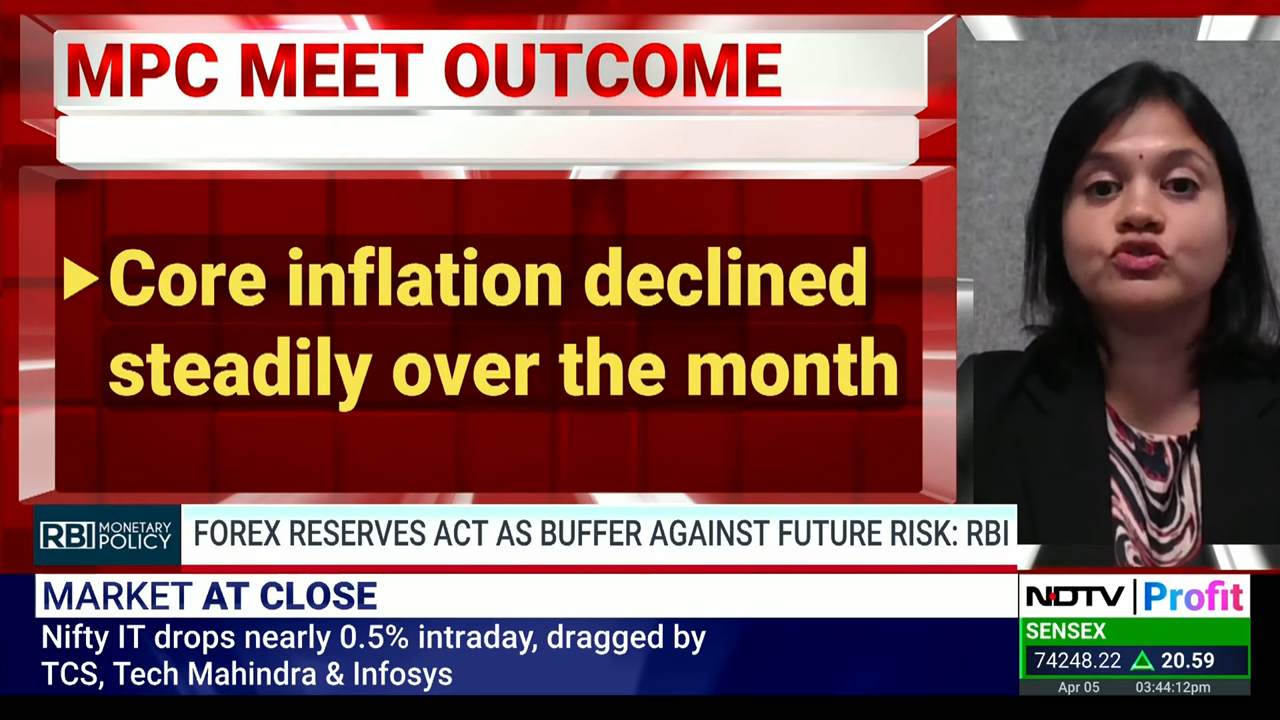 MPC MEET OUTCOME
Core inflation declined
steadily over the month
RBI MONETARY POLICY
FOREX RESERVES ACT AS BUFFER AGAINST FUTURE RISK: RBI
MARKET AT CLOSE
Nifty IT drops nearly 0.5% intraday, dragged by
TCS, Tech Mahindra & Infosys
NDTV Profit
SENSEX
74248.22 20.59
Apr 05 03:44:12pm